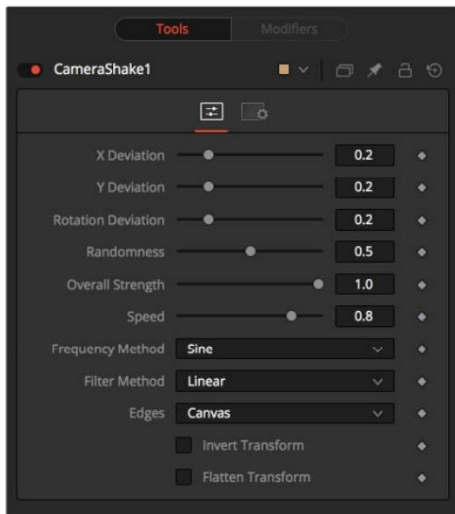 Tools Modifiers
CameraShake1
X Deviation 0.2
Y Deviation 0.2
Rotation Deviation 0.2
Randomness 0.5
Overall Strength 1.0
Speed 0.8
Frequency Method Sine
Filter Method Linear
Edges Canvas
Invert Transform
Flatten Transform